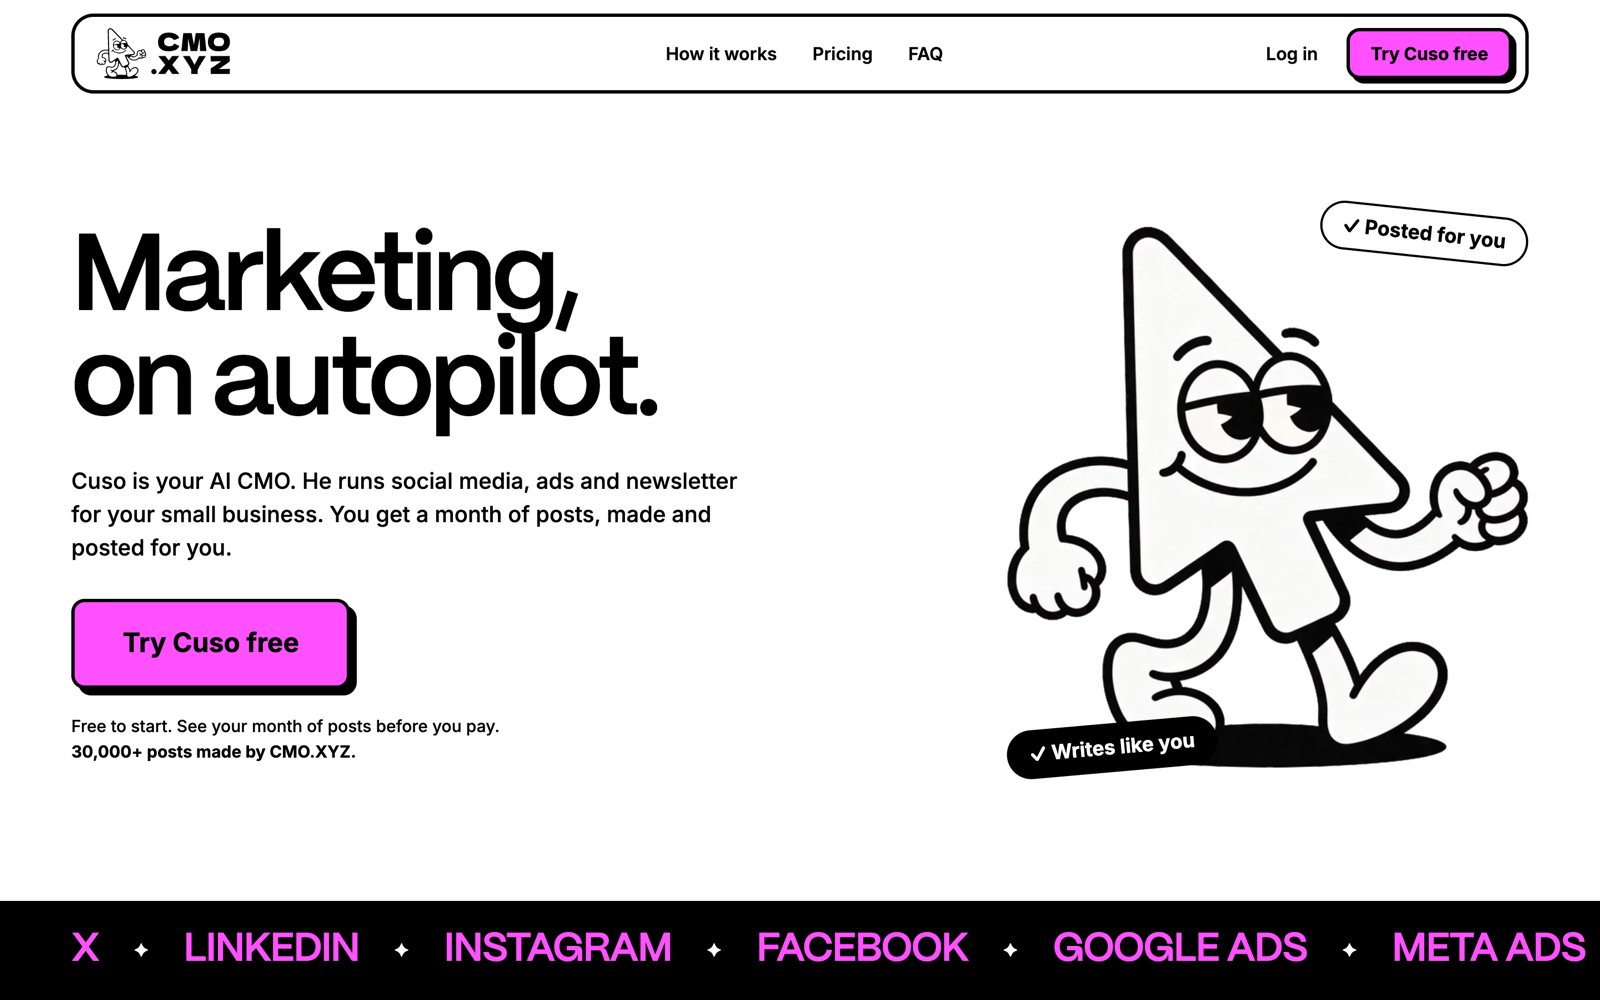 CMO
.XYZ
How it works
Pricing
FAQ
Log in
Try Cuso free
Marketing,
on autopilot.
Cuso is your AI CMO. He runs social media, ads and newsletter
for your small business. You get a month of posts, made and
posted for you.
Try Cuso free
Free to start. See your month of posts before you pay.
30,000+ posts made by CMO.XYZ.
✓ Posted for you
✓ Writes like you
X ✦ LINKEDIN ✦ INSTAGRAM ✦ FACEBOOK ✦ GOOGLE ADS ✦ META ADS